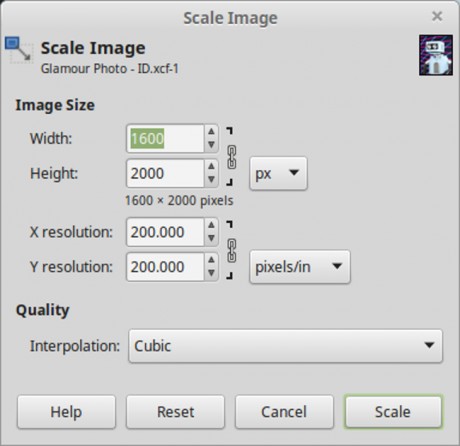 Scale Image
Scale Image
Glamour Photo - ID.xcf-1
Image Size
Width: 1600
Height: 2000 px
1600 × 2000 pixels
X resolution: 200.000
Y resolution: 200.000 pixels/in
Quality
Interpolation: Cubic
Help Reset Cancel Scale